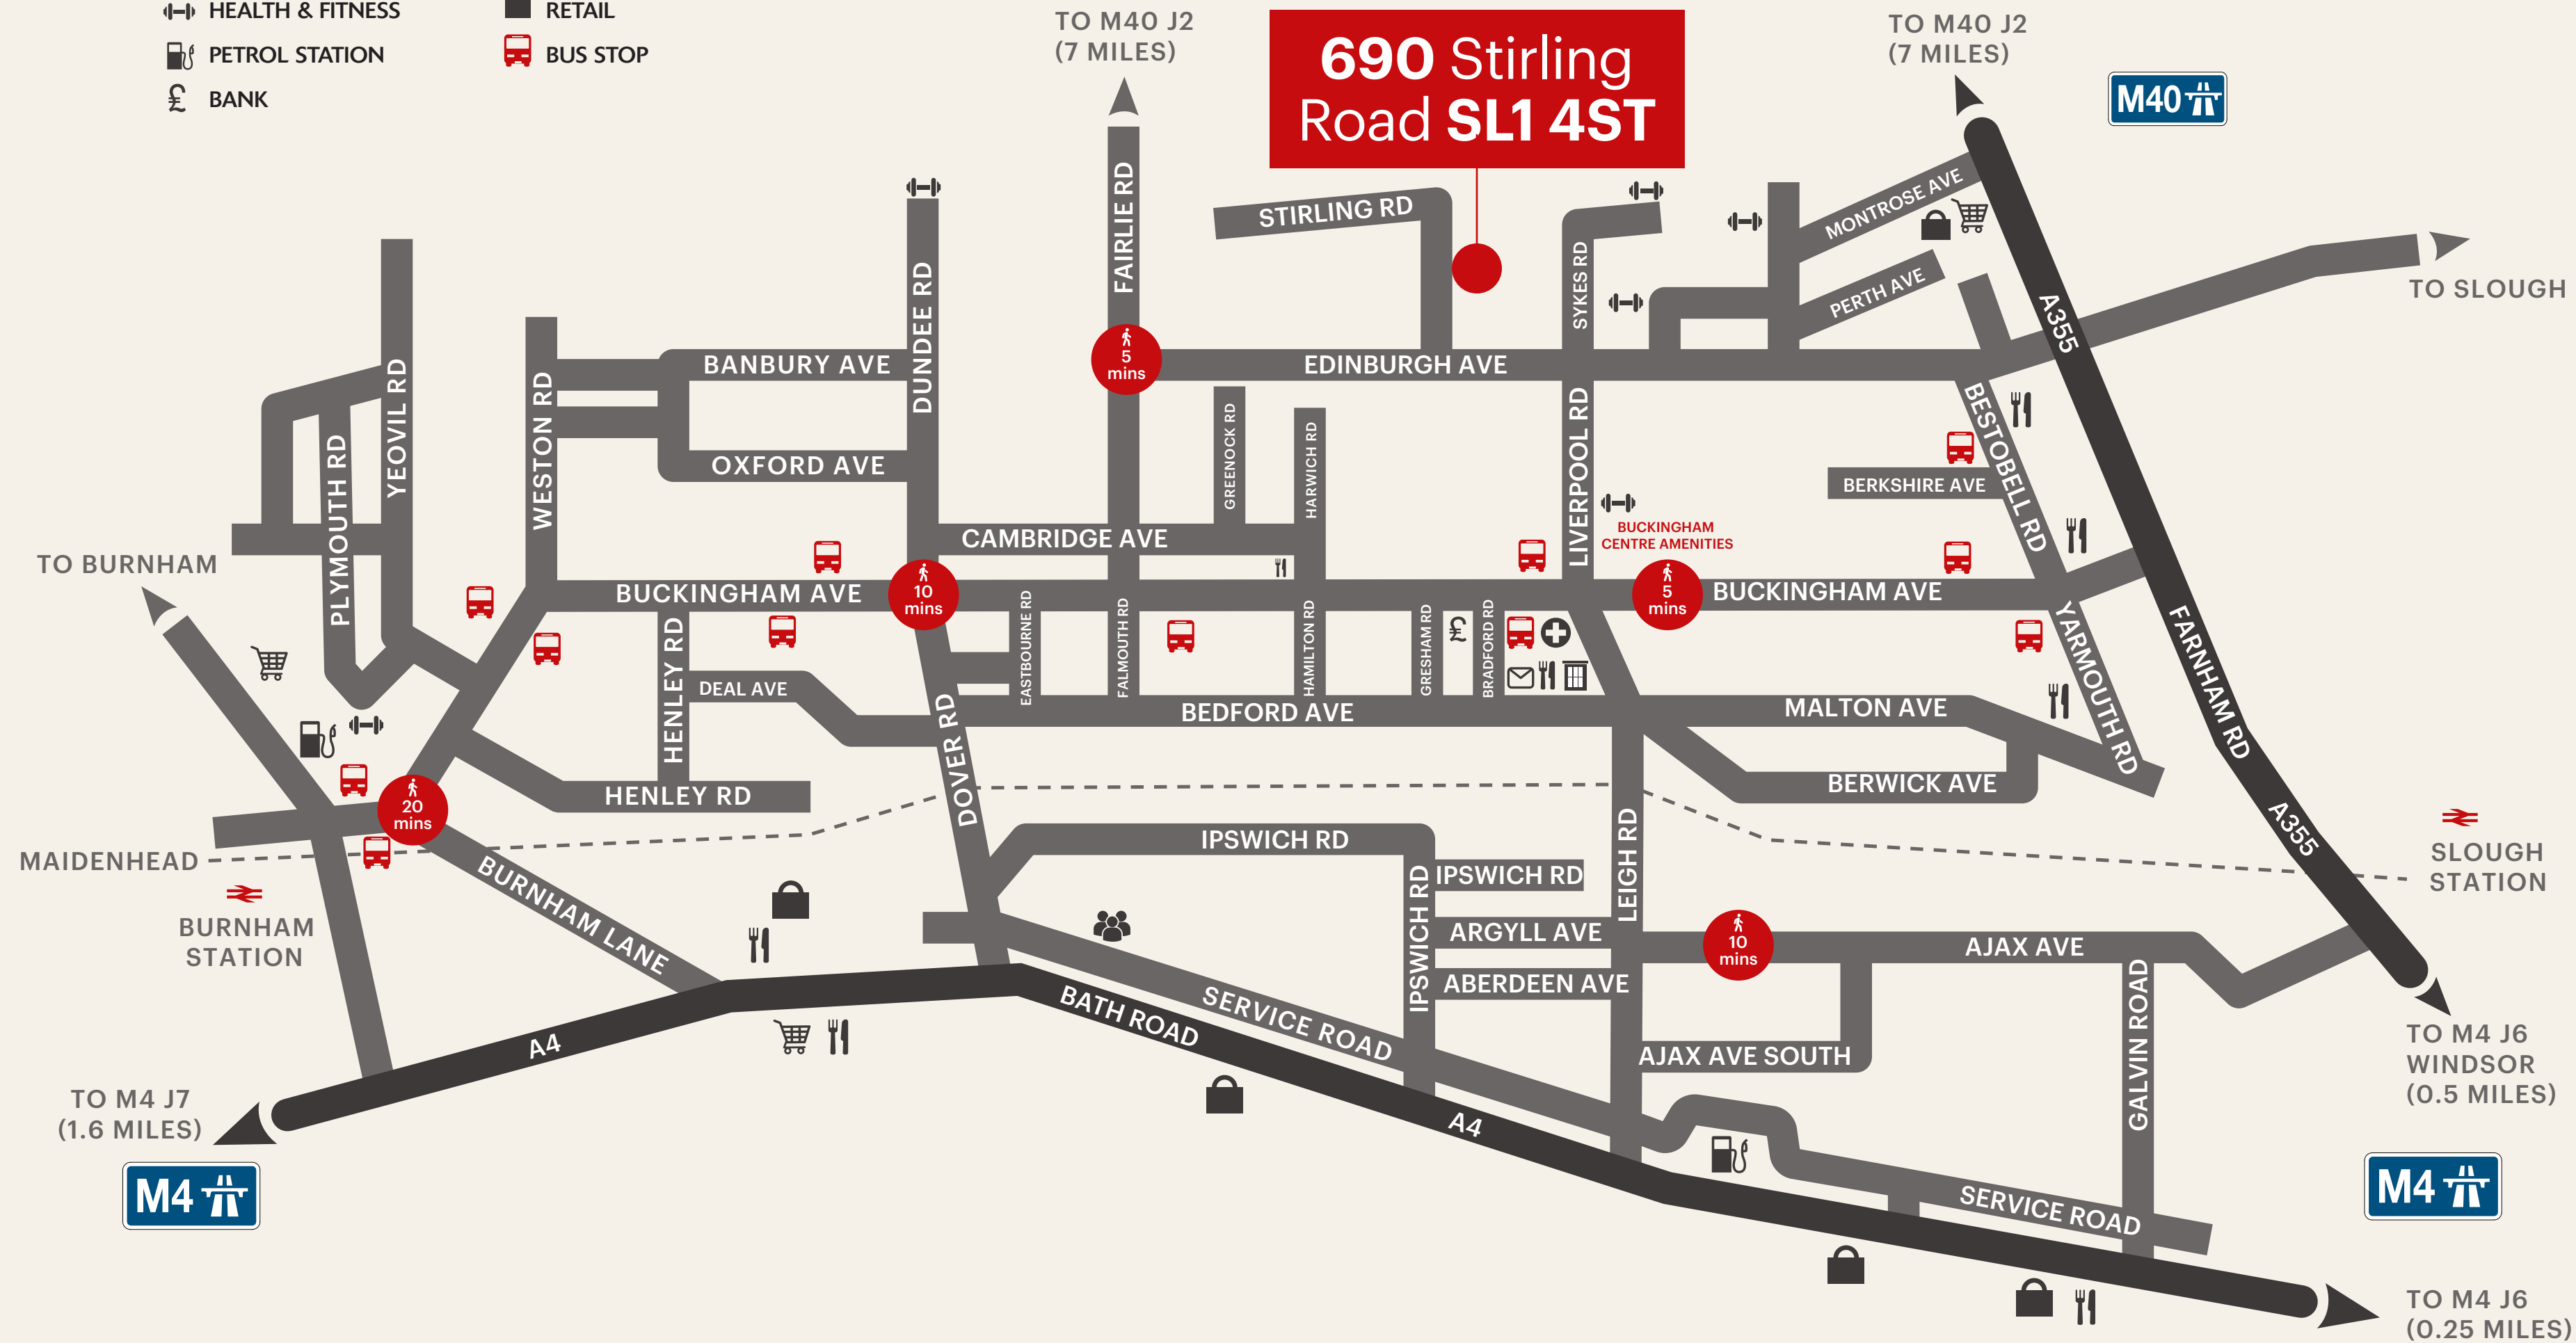 HEALTH & FITNESS
RETAIL
PETROL STATION
BUS STOP
£ BANK
TO M40 J2
(7 MILES)
690 Stirling
Road SL1 4ST
TO M40 J2
(7 MILES)
M40
STIRLING RD
MONTROSE AVE
PERTH AVE
SYKES RD
FAIRLIE RD
DUNDEE RD
TO SLOUGH
A355
YEOVIL RD
PLYMOUTH RD
WESTON RD
BANBURY AVE
5
mins
EDINBURGH AVE
OXFORD AVE
GREENOCK RD
HARWICH RD
LIVERPOOL RD
BESTOBELL RD
BERKSHIRE AVE
CAMBRIDGE AVE
BUCKINGHAM
CENTRE AMENITIES
TO BURNHAM
BUCKINGHAM AVE
10
mins
5
mins
BUCKINGHAM AVE
HENLEY RD
EASTBOURNE RD
FALMOUTH RD
HAMILTON RD
GRESHAM RD
£
BRADFORD RD
YARMOUTH RD
FARNHAM RD
DEAL AVE
DOVER RD
BEDFORD AVE
MALTON AVE
BERWICK AVE
HENLEY RD
20
mins
MAIDENHEAD
BURNHAM
STATION
BURNHAM LANE
IPSWICH RD
IPSWICH RD
IPSWICH RD
LEIGH RD
A355
SLOUGH
STATION
ARGYLL AVE
10
mins
AJAX AVE
ABERDEEN AVE
AJAX AVE SOUTH
GALVIN ROAD
A4
BATH ROAD
SERVICE ROAD
A4
TO M4 J6
WINDSOR
(0.5 MILES)
TO M4 J7
(1.6 MILES)
M4
M4
SERVICE ROAD
TO M4 J6
(0.25 MILES)